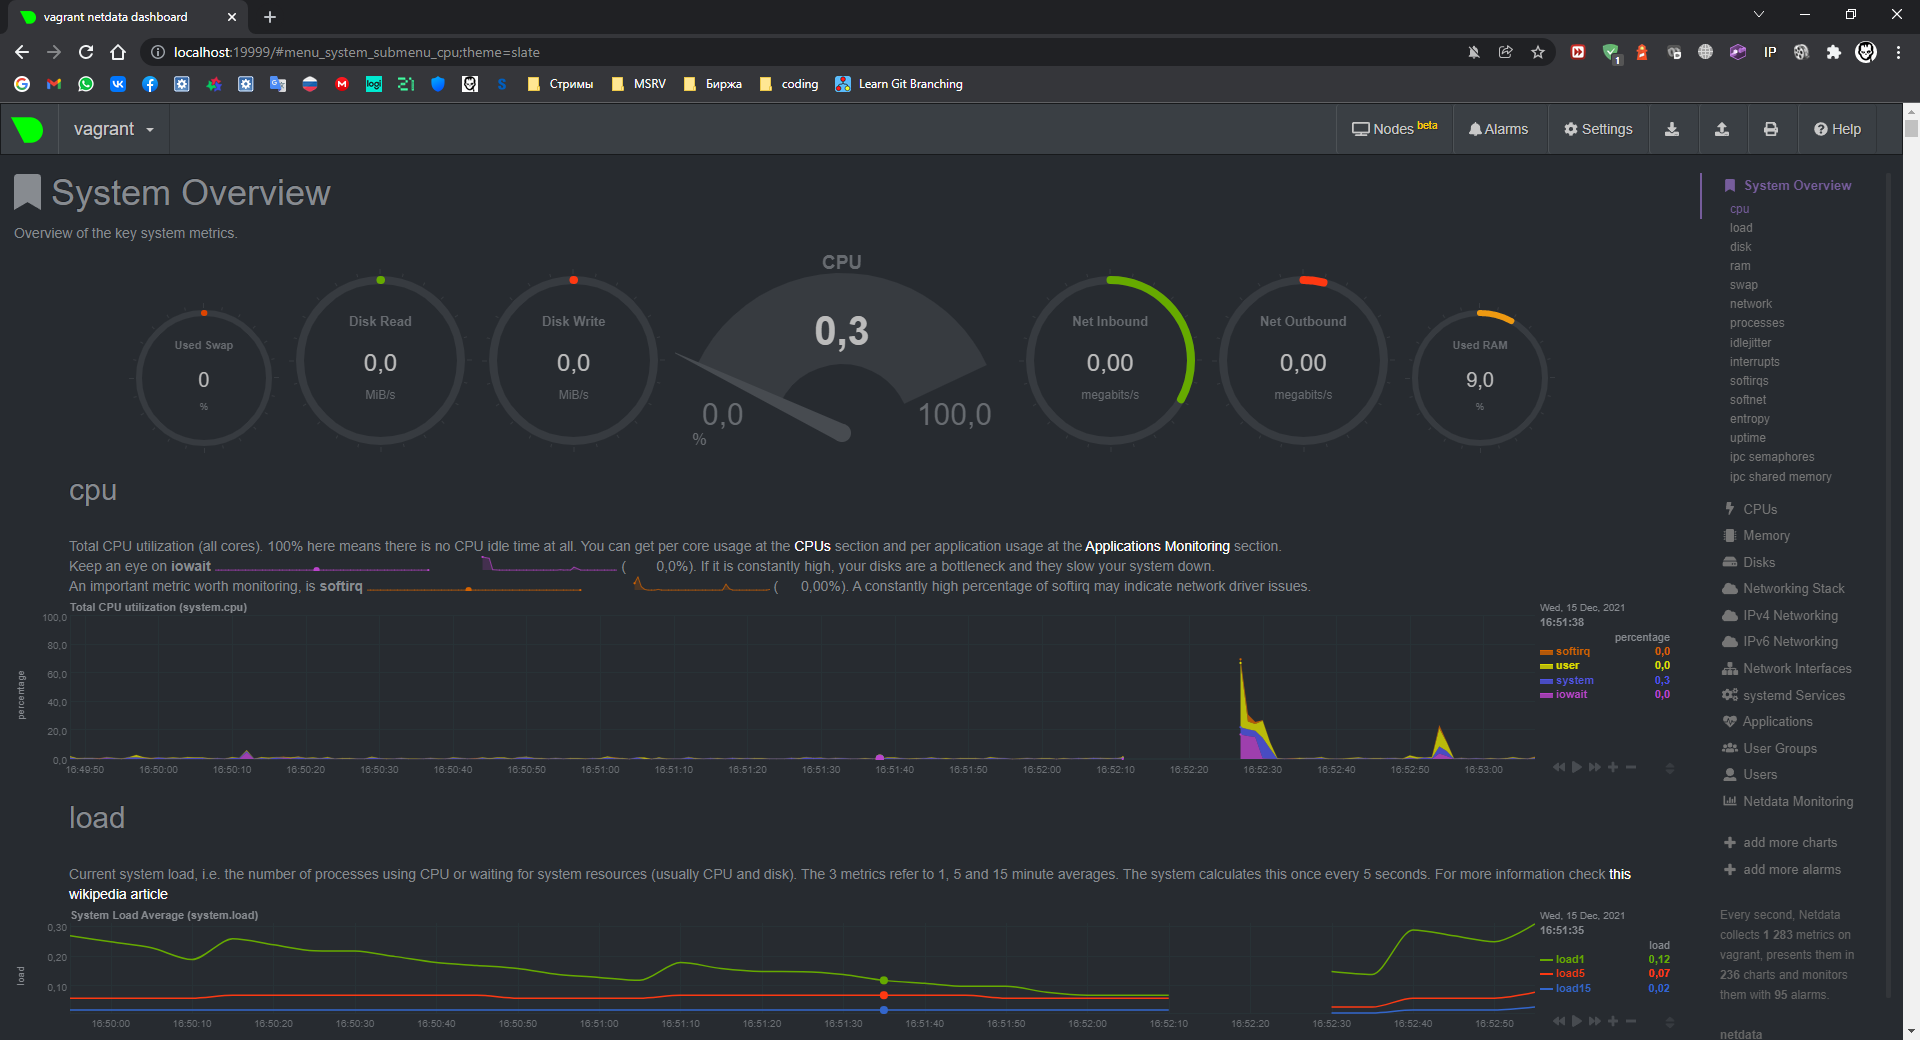 vagrant netdata dashboard
localhost:19999/#menu_system_submenu_cpu;theme=slate
1
IP
logi
S
Стримы
MSRV
Биржа
coding
Learn Git Branching
vagrant
Nodes beta
Alarms
Settings
Help
System Overview
Overview of the key system metrics.
Used Swap
0
%
Disk Read
0,0
MiB/s
Disk Write
0,0
MiB/s
CPU
0,3
0,0
100,0
%
Net Inbound
0,00
megabits/s
Net Outbound
0,00
megabits/s
Used RAM
9,0
%
cpu
Total CPU utilization (all cores). 100% here means there is no CPU idle time at all. You can get per core usage at the CPUs section and per application usage at the Applications Monitoring section.
Keep an eye on iowait ( 0,0%). If it is constantly high, your disks are a bottleneck and they slow your system down.
An important metric worth monitoring, is softirq ( 0,00%). A constantly high percentage of softirq may indicate network driver issues.
Total CPU utilization (system.cpu)
percentage
100,0
80,0
60,0
40,0
20,0
0,0
16:49:50 16:50:00 16:50:10 16:50:20 16:50:30 16:50:40 16:50:50 16:51:00 16:51:10 16:51:20 16:51:30 16:51:40 16:51:50 16:52:00 16:52:10 16:52:20 16:52:30 16:52:40 16:52:50 16:53:00
Wed, 15 Dec, 2021
16:51:38
percentage
softirq 0,0
user 0,0
system 0,3
iowait 0,0
load
Current system load, i.e. the number of processes using CPU or waiting for system resources (usually CPU and disk). The 3 metrics refer to 1, 5 and 15 minute averages. The system calculates this once every 5 seconds. For more information check this
wikipedia article
System Load Average (system.load)
load
0,30
0,20
0,10
16:50:00 16:50:10 16:50:20 16:50:30 16:50:40 16:50:50 16:51:00 16:51:10 16:51:20 16:51:30 16:51:40 16:51:50 16:52:00 16:52:10 16:52:20 16:52:30 16:52:40 16:52:50
Wed, 15 Dec, 2021
16:51:35
load
load1 0,12
load5 0,07
load15 0,02
System Overview
cpu
load
disk
ram
swap
network
processes
idlejitter
interrupts
softirqs
softnet
entropy
uptime
ipc semaphores
ipc shared memory
CPUs
Memory
Disks
Networking Stack
IPv4 Networking
IPv6 Networking
Network Interfaces
systemd Services
Applications
User Groups
Users
Netdata Monitoring
add more charts
add more alarms
Every second, Netdata
collects 1 283 metrics on
vagrant, presents them in
236 charts and monitors
them with 95 alarms.
netdata